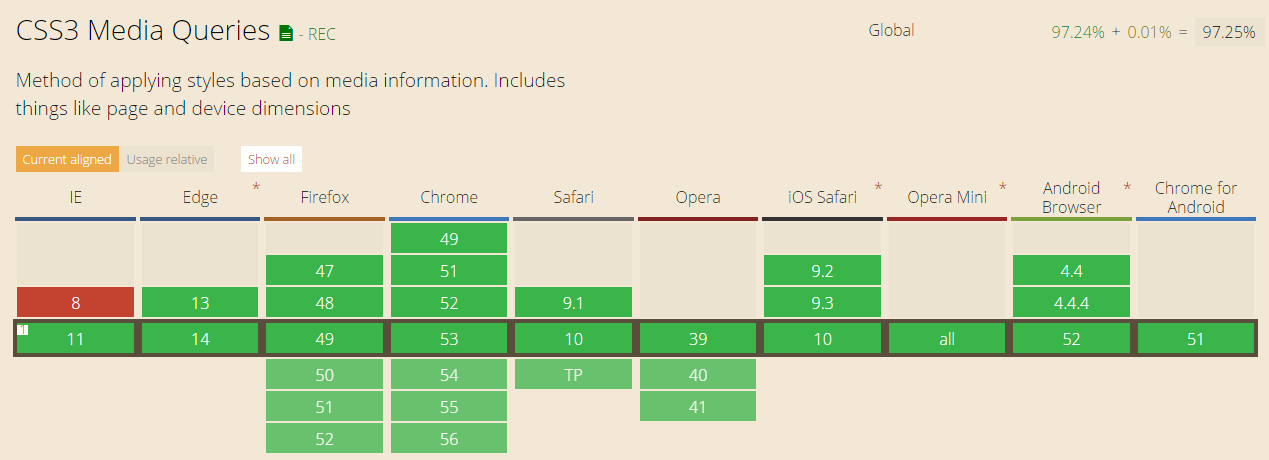 CSS3 Media Queries - REC
Global 97.24% + 0.01% = 97.25%
Method of applying styles based on media information. Includes
things like page and device dimensions
Current aligned Usage relative Show all
IE Edge * Firefox Chrome Safari Opera iOS Safari * Opera Mini * Android Browser * Chrome for Android
49
47 51 9.2 4.4
8 13 48 52 9.1 9.3 4.4.4
1 11 14 49 53 10 39 10 all 52 51
50 54 TP 40
51 55 41
52 56